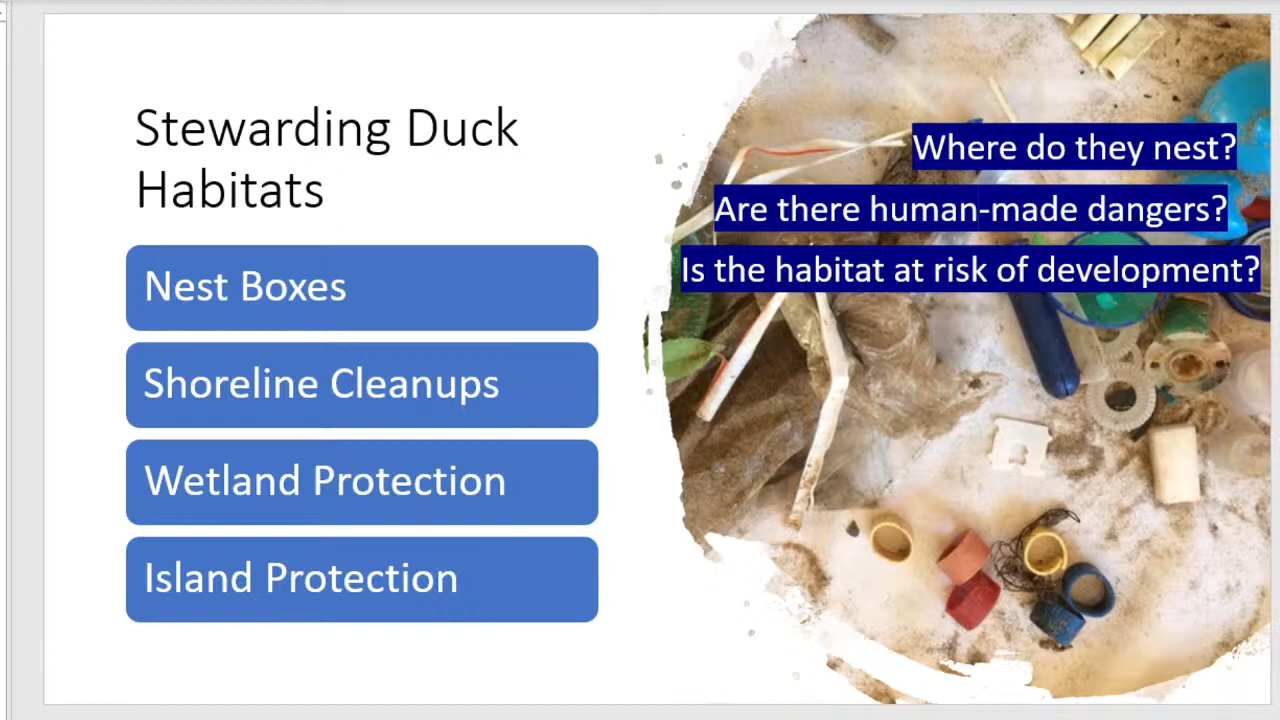 Stewarding Duck
Habitats
Nest Boxes
Shoreline Cleanups
Wetland Protection
Island Protection
Where do they nest?
Are there human-made dangers?
Is the habitat at risk of development?